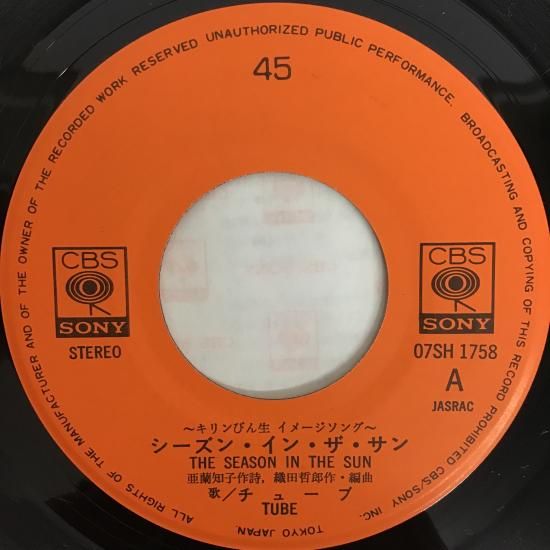 ALL RIGHTS OF THE MANUFACTURER AND OF THE OWNER OF THE RECORDED WORK RESERVED UNAUTHORIZED PUBLIC PERFORMANCE, BROADCASTING AND COPYING OF THIS RECORD PROHIBITED CBS/SONY INC. TOKYO JAPAN.
45
CBS
SONY
STEREO
CBS
SONY
07SH 1758
A
JASRAC
〜キリンびん生 イメージソング〜
シーズン・イン・ザ・サン
THE SEASON IN THE SUN
亜蘭知子作詩, 織田哲郎作・編曲
歌/チューブ
TUBE